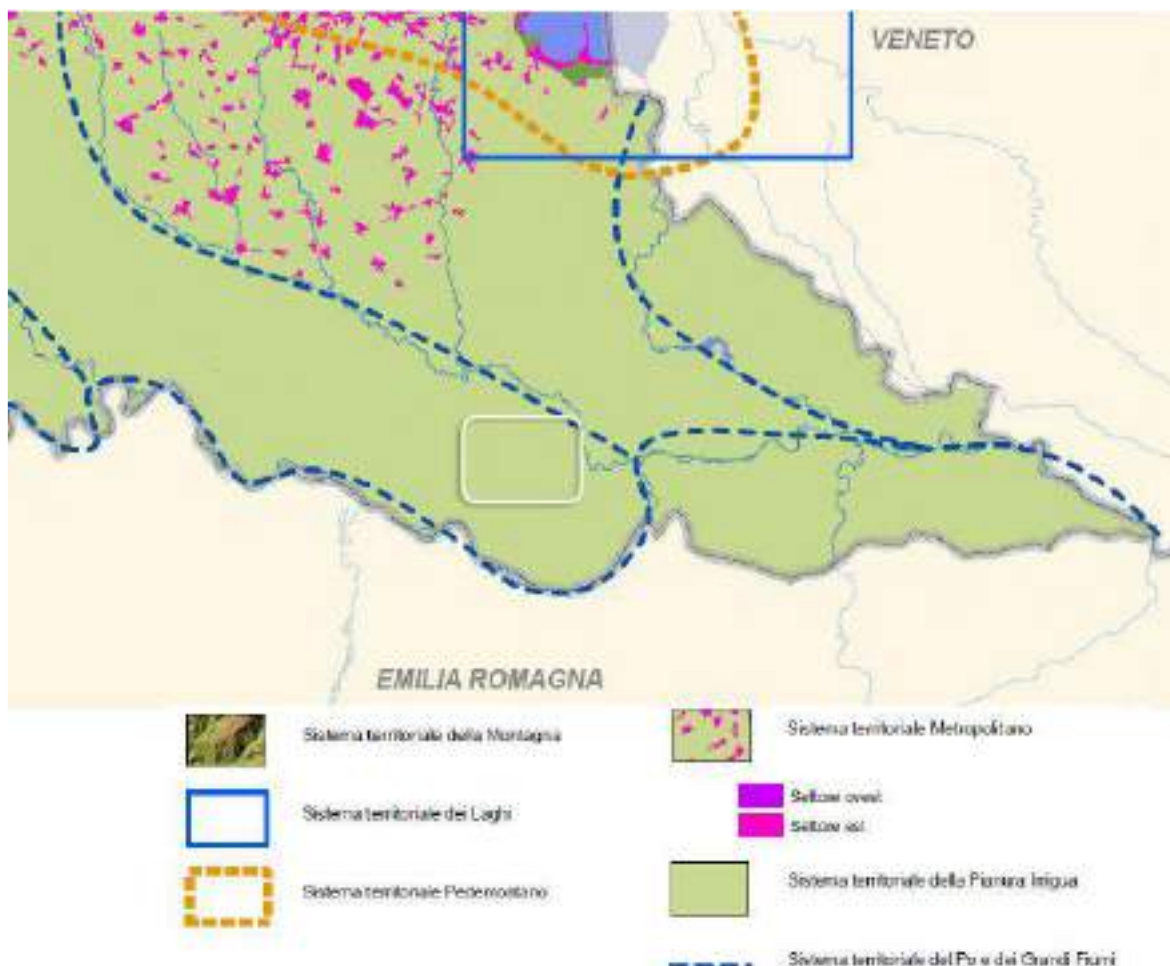 VENETO
EMILIA ROMAGNA
Sistema territoriale della Montagna
Sistema territoriale dei Laghi
Sistema territoriale Pedemontano
Sistema territoriale Metropolitano
Settore ovest
Settore est
Sistema territoriale della Pianura Irrigua
Sistema territoriale del Po e dei Grandi Fiumi